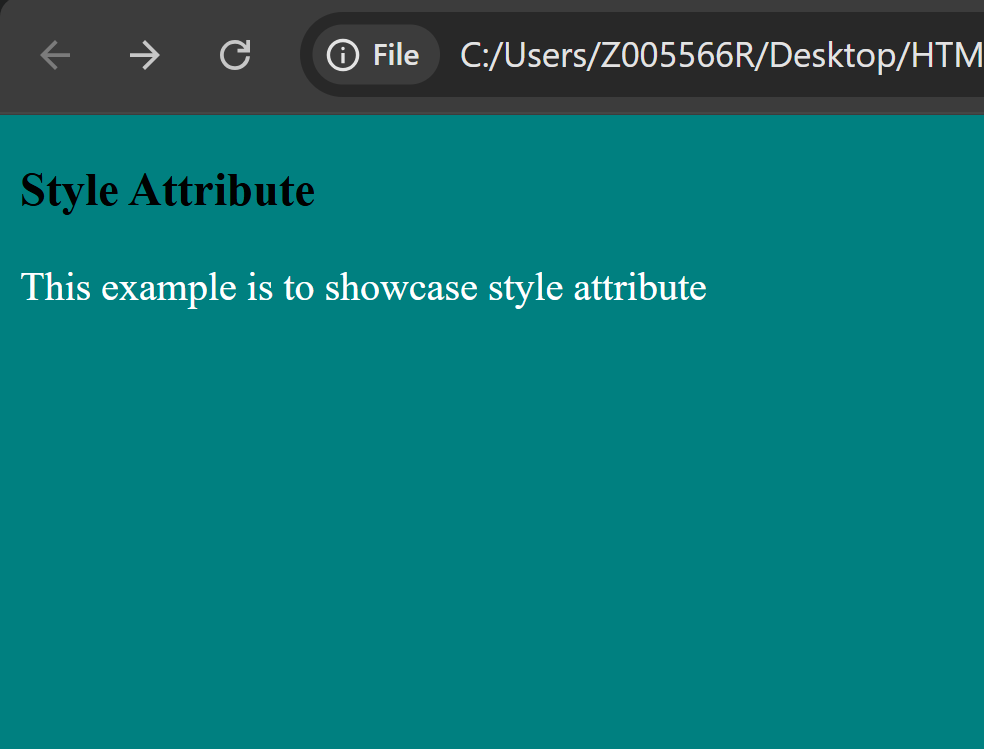 File C:/Users/Z005566R/Desktop/HTM
Style Attribute
This example is to showcase style attribute